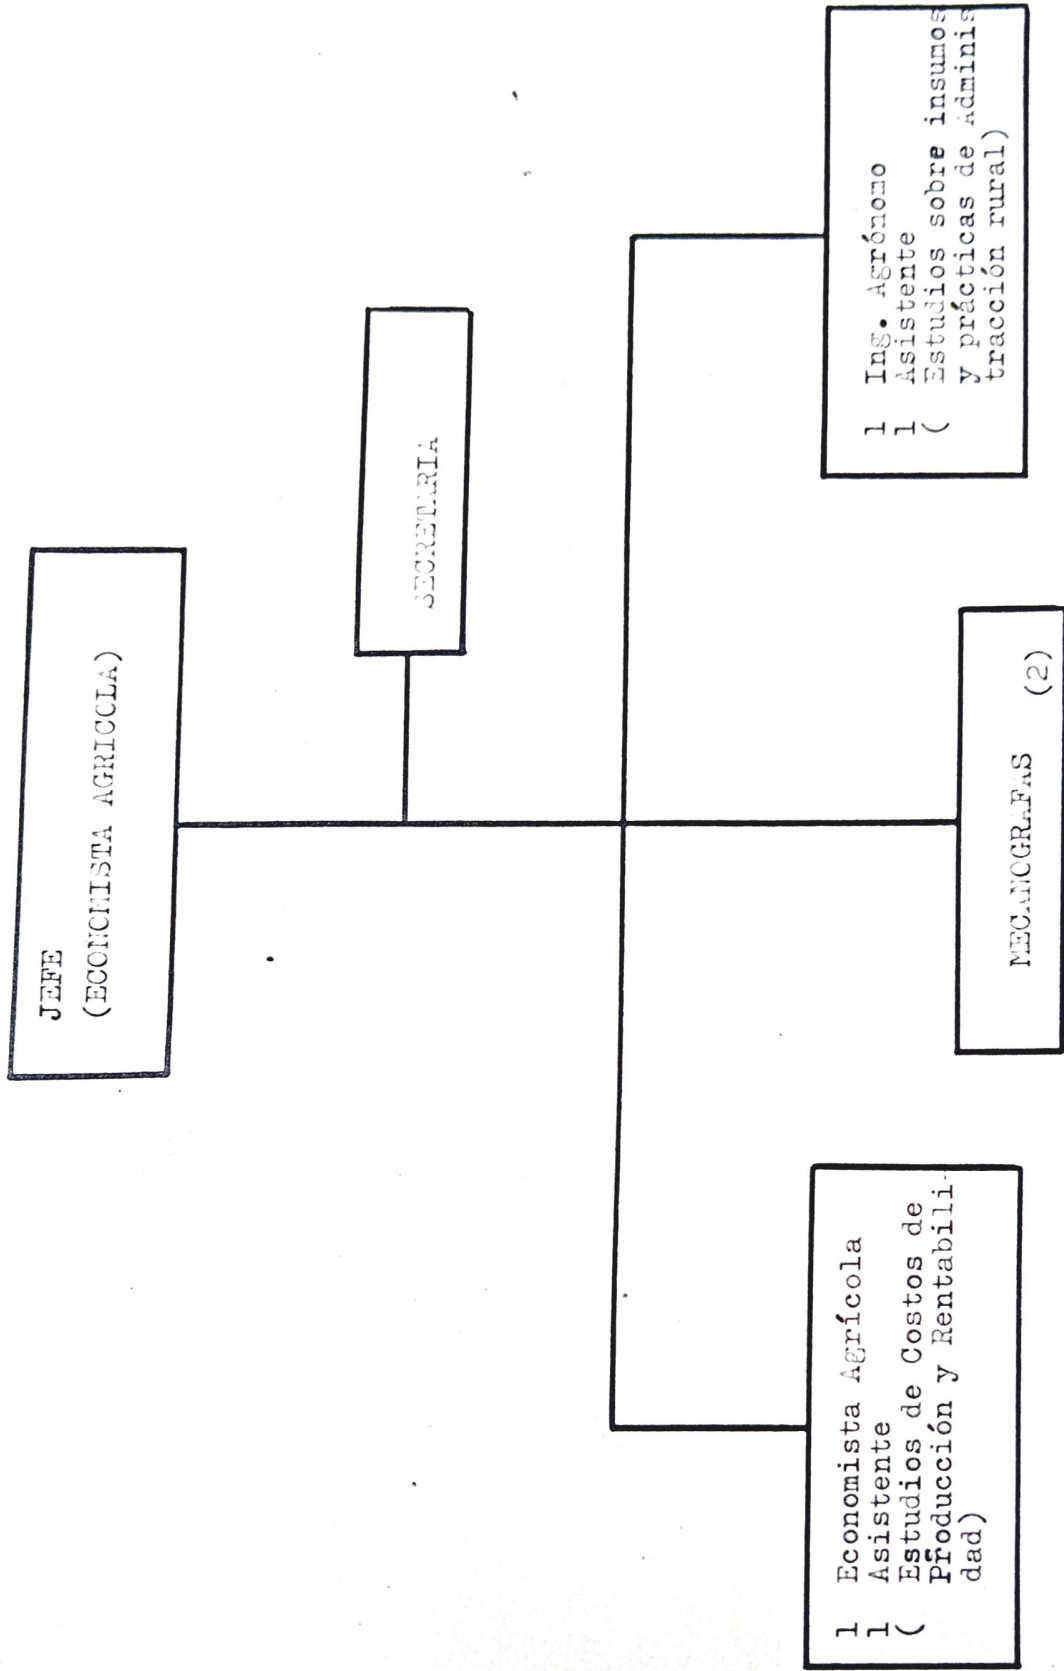 JEFE
(ECONOMISTA AGRICOLA)
SECRETARIA
1 Economista Agrícola
1 Asistente
( Estudios de Costos de
Producción y Rentabili-
dad)
MECANOGRAFAS (2)
1 Ing. Agrónomo
1 Asistente
( Estudios sobre insumos
y prácticas de Adminis
tracción rural)